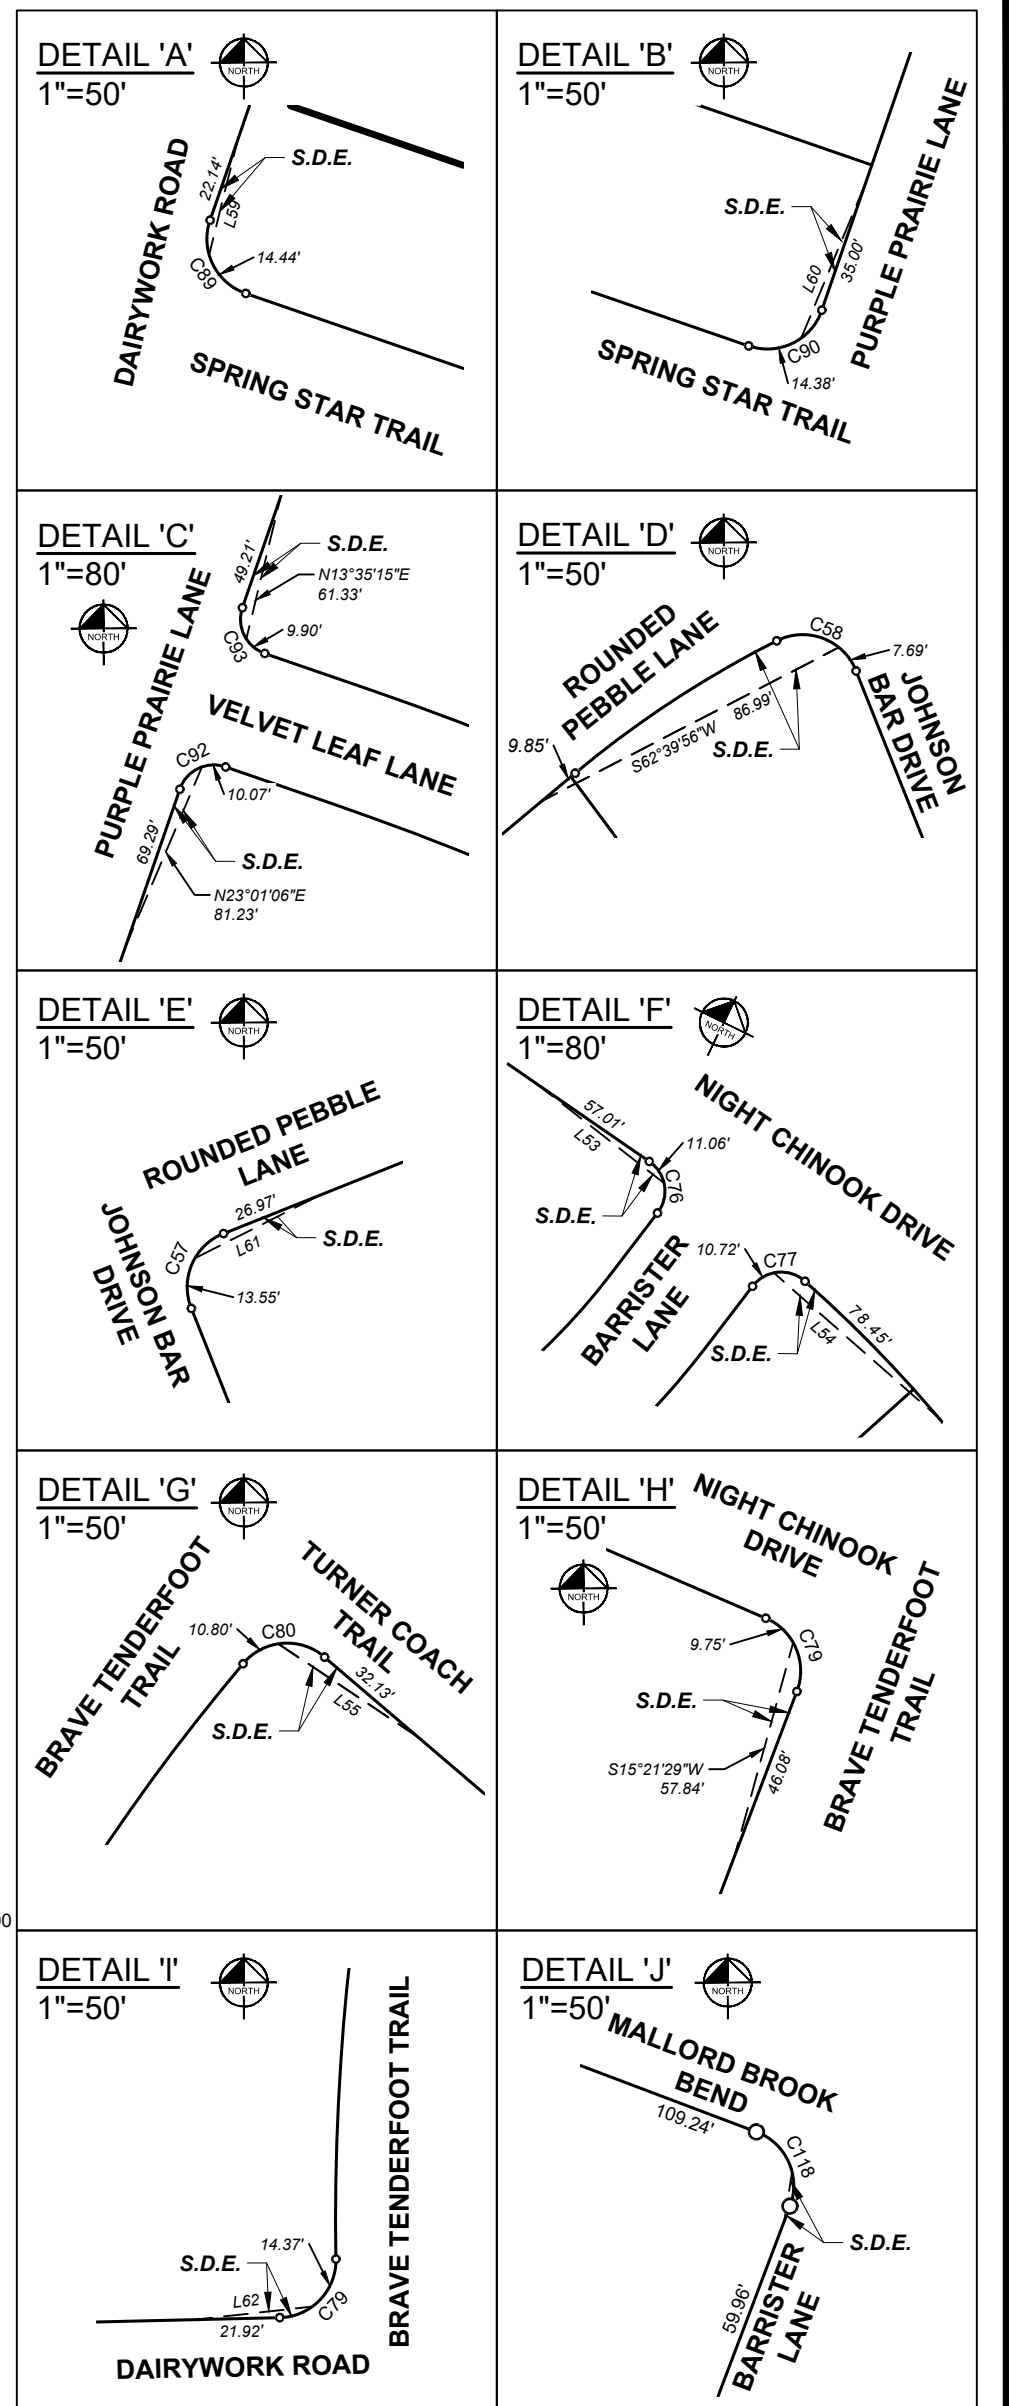 DETAIL 'A'
1"=50'
NORTH
DAIRYWORK ROAD
22.14'
L59
S.D.E.
C89
14.44'
SPRING STAR TRAIL
DETAIL 'B'
1"=50'
NORTH
PURPLE PRAIRIE LANE
S.D.E.
L60
35.00'
C90
14.38'
SPRING STAR TRAIL
DETAIL 'C'
1"=80'
NORTH
PURPLE PRAIRIE LANE
49.21'
S.D.E.
N13°35'15"E
61.33'
9.90'
C93
VELVET LEAF LANE
C92
10.07'
69.29'
S.D.E.
N23°01'06"E
81.23'
DETAIL 'D'
1"=50'
NORTH
ROUNDED
PEBBLE LANE
C58
7.69'
JOHNSON
BAR DRIVE
9.85'
S62°39'56"W
86.99'
S.D.E.
DETAIL 'E'
1"=50'
NORTH
ROUNDED PEBBLE
LANE
JOHNSON BAR
DRIVE
26.97'
L61
S.D.E.
C57
13.55'
DETAIL 'F'
1"=80'
NORTH
NIGHT CHINOOK DRIVE
57.01'
L53
11.06'
C76
S.D.E.
BARRISTER
LANE
10.72'
C77
78.45'
L54
S.D.E.
DETAIL 'G'
1"=50'
NORTH
BRAVE TENDERFOOT
TRAIL
TURNER COACH
TRAIL
10.80'
C80
32.13'
L55
S.D.E.
DETAIL 'H'
1"=50'
NORTH
NIGHT CHINOOK
DRIVE
BRAVE TENDERFOOT
TRAIL
9.75'
C79
S.D.E.
S15°21'29"W
57.84'
46.08'
DETAIL 'I'
1"=50'
NORTH
BRAVE TENDERFOOT TRAIL
14.37'
S.D.E.
L62
C79
21.92'
DAIRYWORK ROAD
DETAIL 'J'
1"=50'
NORTH
MALLORD BROOK
BEND
109.24'
C118
S.D.E.
59.96'
BARRISTER
LANE